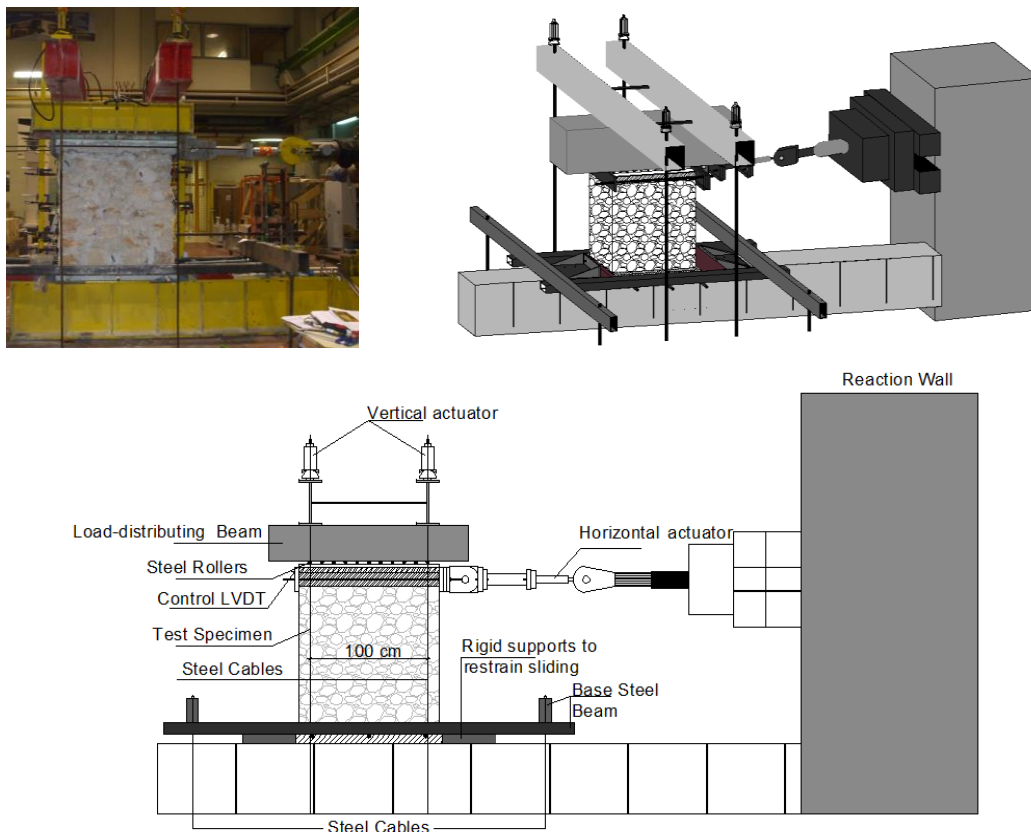 Reaction Wall
Vertical actuator
Load-distributing Beam
Horizontal actuator
Steel Rollers
Control LVDT
Test Specimen
100 cm
Rigid supports to
restrain sliding
Steel Cables
Base Steel
Beam
Steel Cables